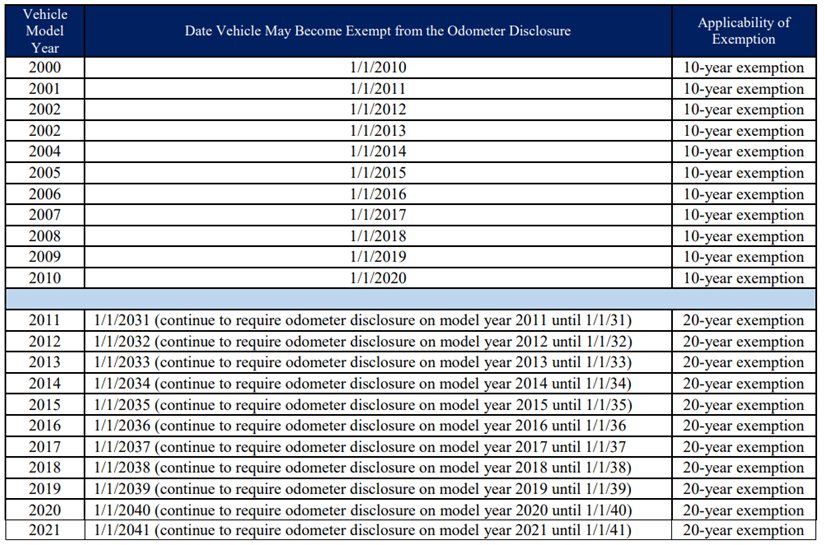 Vehicle
Model
Year
Date Vehicle May Become Exempt from the Odometer Disclosure
Applicability of
Exemption
2000 1/1/2010 10-year exemption
2001 1/1/2011 10-year exemption
2002 1/1/2012 10-year exemption
2002 1/1/2013 10-year exemption
2004 1/1/2014 10-year exemption
2005 1/1/2015 10-year exemption
2006 1/1/2016 10-year exemption
2007 1/1/2017 10-year exemption
2008 1/1/2018 10-year exemption
2009 1/1/2019 10-year exemption
2010 1/1/2020 10-year exemption
2011 1/1/2031 (continue to require odometer disclosure on model year 2011 until 1/1/31) 20-year exemption
2012 1/1/2032 (continue to require odometer disclosure on model year 2012 until 1/1/32) 20-year exemption
2013 1/1/2033 (continue to require odometer disclosure on model year 2013 until 1/1/33) 20-year exemption
2014 1/1/2034 (continue to require odometer disclosure on model year 2014 until 1/1/34) 20-year exemption
2015 1/1/2035 (continue to require odometer disclosure on model year 2015 until 1/1/35) 20-year exemption
2016 1/1/2036 (continue to require odometer disclosure on model year 2016 until 1/1/36 20-year exemption
2017 1/1/2037 (continue to require odometer disclosure on model year 2017 until 1/1/37 20-year exemption
2018 1/1/2038 (continue to require odometer disclosure on model year 2018 until 1/1/38) 20-year exemption
2019 1/1/2039 (continue to require odometer disclosure on model year 2019 until 1/1/39) 20-year exemption
2020 1/1/2040 (continue to require odometer disclosure on model year 2020 until 1/1/40) 20-year exemption
2021 1/1/2041 (continue to require odometer disclosure on model year 2021 until 1/1/41) 20-year exemption